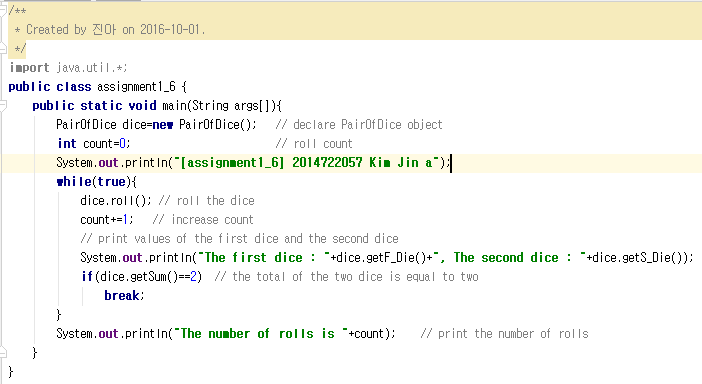 /**
 * Created by 진아 on 2016-10-01.
 */
import java.util.*;
public class assignment1_6 {
    public static void main(String args[]){
        PairOfDice dice=new PairOfDice();   // declare PairOfDice object
        int count=0;                        // roll count
        System.out.println("[assignment1_6] 2014722057 Kim Jin a");
        while(true){
            dice.roll(); // roll the dice
            count+=1;   // increase count
            // print values of the first dice and the second dice
            System.out.println("The first dice : "+dice.getF_Die()+", The second dice : "+dice.getS_Die());
            if(dice.getSum()==2)  // the total of the two dice is equal to two
                break;
        }
        System.out.println("The number of rolls is "+count);    // print the number of rolls
    }
}